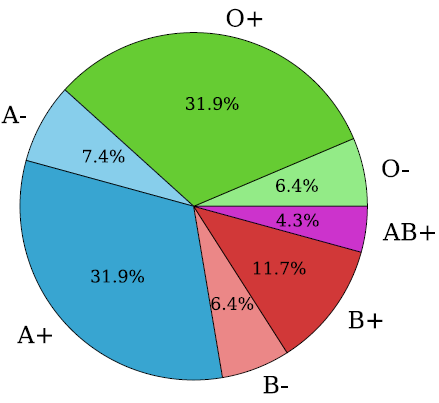 O+
31.9%
A-
7.4%
O-
6.4%
4.3%
AB+
11.7%
31.9%
6.4%
B+
A+
B-